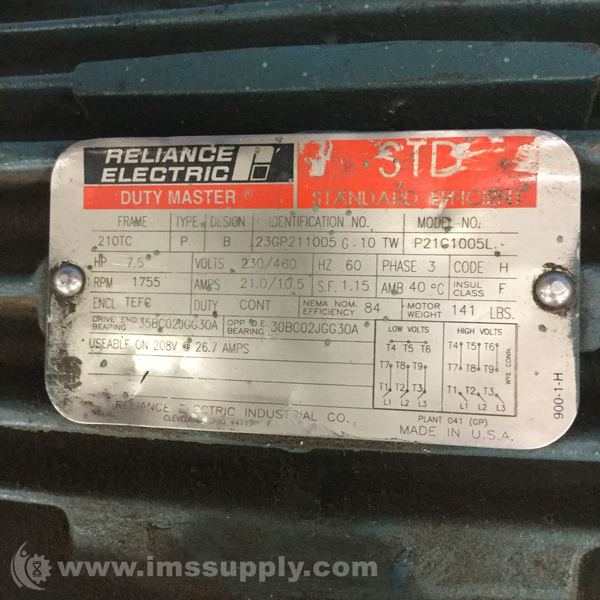 RELIANCE
ELECTRIC
DUTY MASTER ®
STD
STANDARD EFFICIENT
FRAME TYPE DESIGN IDENTIFICATION NO. MODEL NO.
210TC P B 23GP211005 G.10 TW P21G1005L
HP 7.5 VOLTS 230/460 HZ 60 PHASE 3 CODE H
RPM 1755 AMPS 21.0/10.5 S.F. 1.15 AMB 40 °C INSUL CLASS F
ENCL TEFC DUTY CONT NEMA NOM. EFFICIENCY 84 MOTOR WEIGHT 141 LBS.
DRIVE END BEARING 35BC02JGG30A OPP D.E. BEARING 30BC02JGG30A
USEABLE ON 208V @ 26.7 AMPS
LOW VOLTS HIGH VOLTS
T4 T5 T6 T4 T5 T6
T7 T8 T9 T7 T8 T9
T1 T2 T3 T1 T2 T3
L1 L2 L3 L1 L2 L3
WYE CONN.
RELIANCE ELECTRIC INDUSTRIAL CO.
CLEVELAND, OHIO 44117
PLANT 041 (GP)
MADE IN U.S.A.
900-1-H
www.imssupply.com